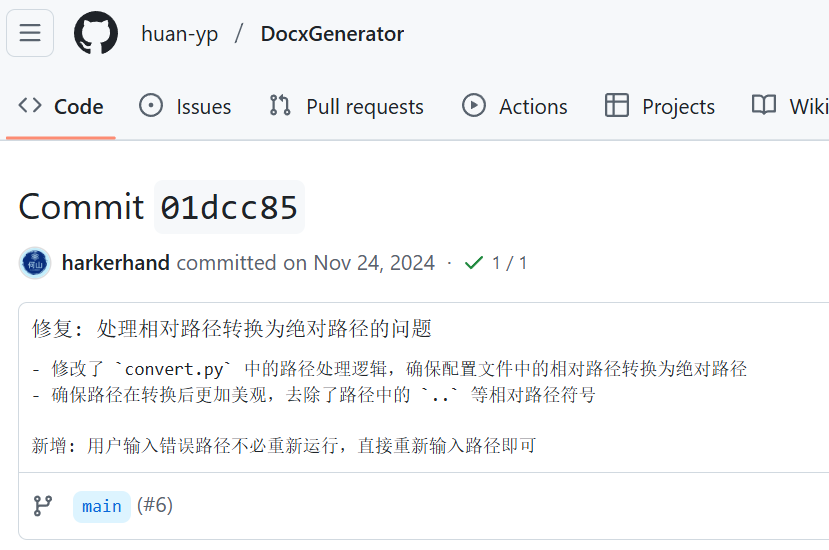 huan-yp / DocxGenerator
Code Issues Pull requests Actions Projects Wiki
Commit 01dcc85
harkerhand committed on Nov 24, 2024 · 1 / 1
修复: 处理相对路径转换为绝对路径的问题
- 修改了 `convert.py` 中的路径处理逻辑，确保配置文件中的相对路径转换为绝对路径
- 确保路径在转换后更加美观，去除了路径中的 `..` 等相对路径符号
新增: 用户输入错误路径不必重新运行，直接重新输入路径即可
main (#6)